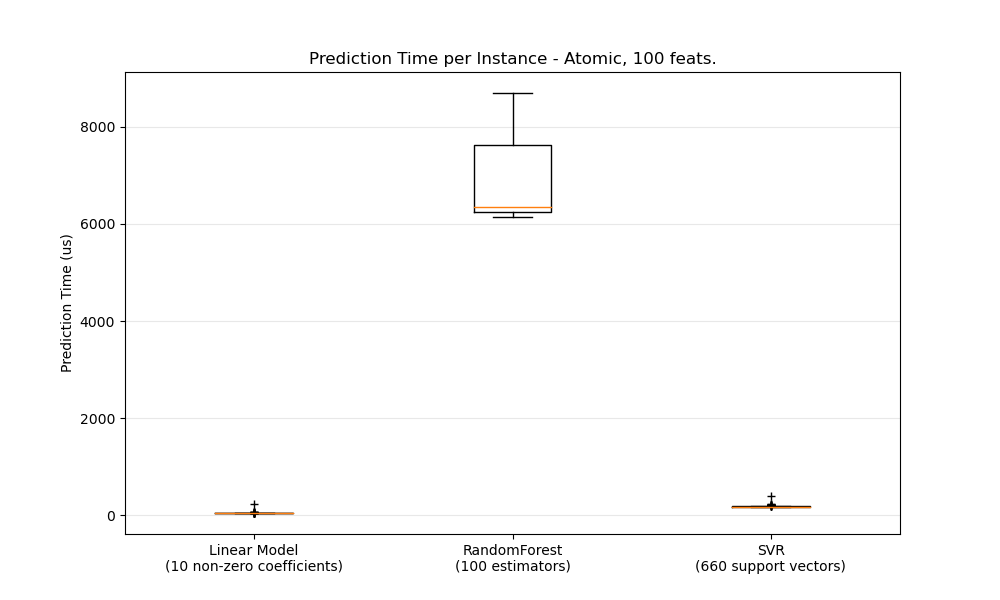 Prediction Time per Instance - Atomic, 100 feats.
Prediction Time (us)
8000
6000
4000
2000
0
Linear Model
(10 non-zero coefficients)
RandomForest
(100 estimators)
SVR
(660 support vectors)